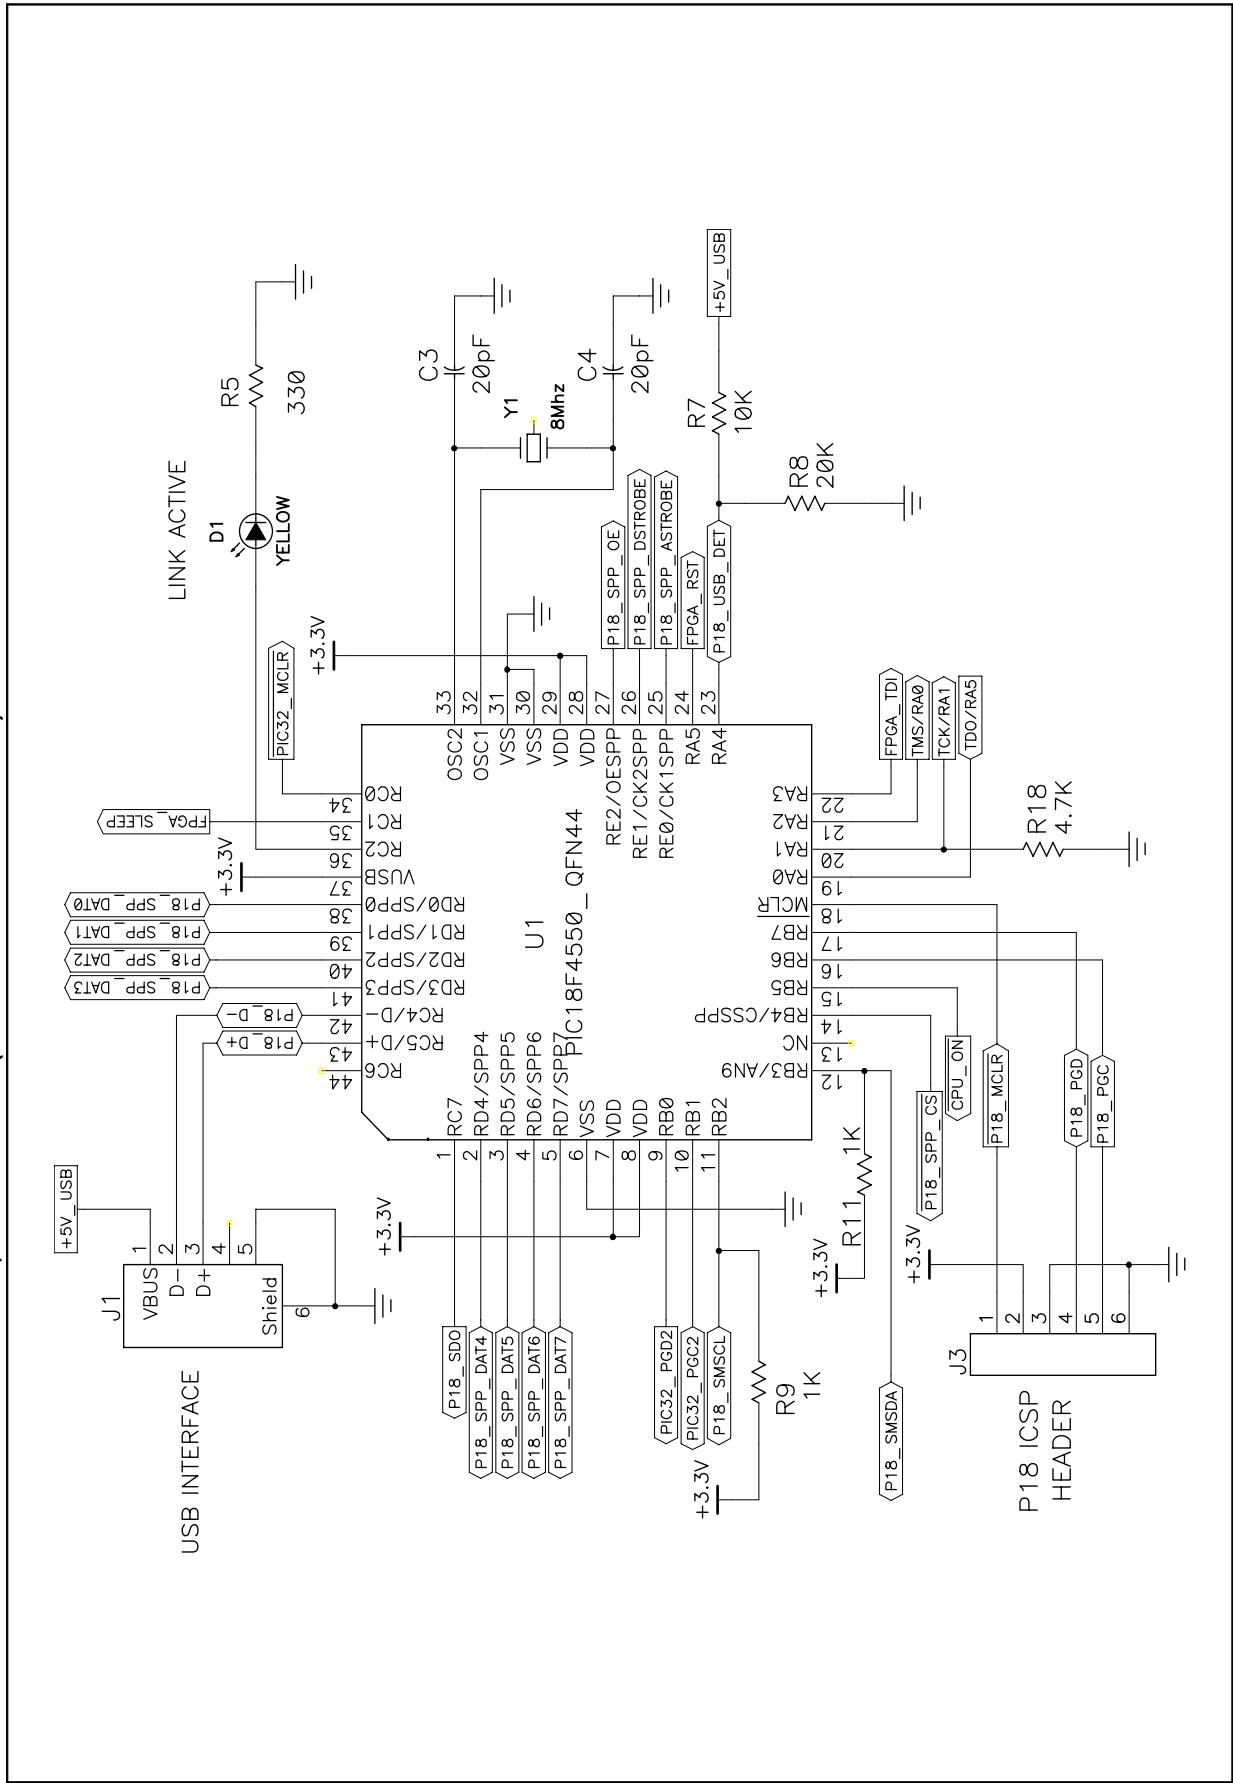 USB INTERFACE
J1
+5V_USB
VBUS
D-
D+
Shield
1
2
3
4
5
6
P18_D-
P18_D+
P18_SPP_DAT3
P18_SPP_DAT2
P18_SPP_DAT1
P18_SPP_DAT0
+3.3V
FPGA_SLEEP
PIC32_MCLR
LINK ACTIVE
D1
YELLOW
R5
330
44
43
42
41
40
39
38
37
36
35
34
RC6
RC5/D+
RC4/D-
RD3/SPP3
RD2/SPP2
RD1/SPP1
RD0/SPP0
VUSB
RC2
RC1
RC0
U1
PIC18F4550_QFN44
+3.3V
P18_SDO
1
RC7
P18_SPP_DAT4
2
RD4/SPP4
P18_SPP_DAT5
3
RD5/SPP5
P18_SPP_DAT6
4
RD6/SPP6
P18_SPP_DAT7
5
RD7/SPP7
6
VSS
7
VDD
8
VDD
PIC32_PGD2
9
RB0
PIC32_PGC2
10
RB1
P18_SMSCL
11
RB2
+3.3V
R9
1K
+3.3V
OSC2
33
OSC1
32
VSS
31
VSS
30
VDD
29
VDD
28
RE2/OESPP
27
P18_SPP_OE
RE1/CK2SPP
26
P18_SPP_DSTROBE
RE0/CK1SPP
25
P18_SPP_ASTROBE
RA5
24
FPGA_RST
RA4
23
P18_USB_DET
C3
20pF
Y1
8Mhz
C4
20pF
R7
10K
+5V_USB
R8
20K
RB3/AN9
NC
RB4/CSSPP
RB5
RB6
RB7
MCLR
RA0
RA1
RA2
RA3
12
13
14
15
16
17
18
19
20
21
22
FPGA_TDI
TMS/RA0
TCK/RA1
TDO/RA5
R18
4.7K
+3.3V
R11
1K
P18_SMSDA
P18_SPP_CS
CPU_ON
P18_MCLR
P18_PGD
P18_PGC
+3.3V
J3
1
2
3
4
5
6
P18 ICSP
HEADER